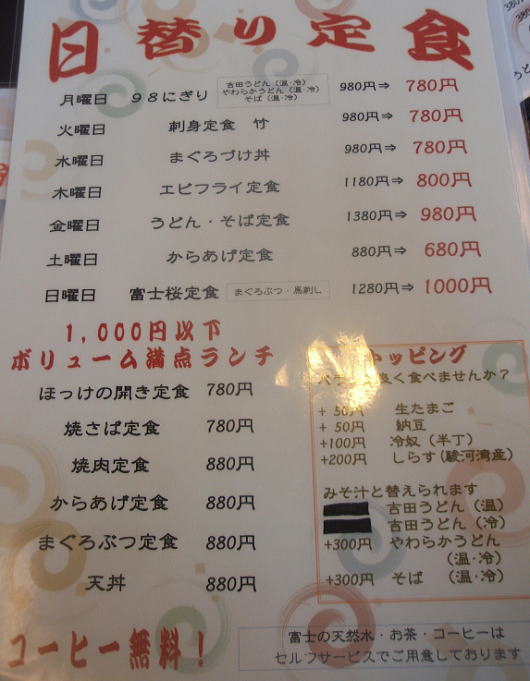 日替り定食
月曜日 98にぎり 吉田うどん(温・冷) 980円⇒ 780円
やわらかうどん(温・冷)
そば(温・冷)
火曜日 刺身定食 竹 980円⇒ 780円
水曜日 まぐろづけ丼 980円⇒ 780円
木曜日 エビフライ定食 1180円⇒ 800円
金曜日 うどん・そば定食 1380円⇒ 980円
土曜日 からあげ定食 880円⇒ 680円
日曜日 富士桜定食 まぐろぶつ・馬刺し 1280円⇒ 1000円
1,000円以下
ボリューム満点ランチ
ほっけの開き定食 780円
焼さば定食 780円
焼肉定食 880円
からあげ定食 880円
まぐろぶつ定食 880円
天丼 880円
コーヒー無料!
トッピング
良く食べませんか?
+ 50円 生たまご
+ 50円 納豆
+100円 冷奴(半丁)
+200円 しらす(駿河湾産)
みそ汁と替えられます
吉田うどん(温)
吉田うどん(冷)
+300円 やわらかうどん
(温・冷)
+300円 そば (温・冷)
富士の天然水・お茶・コーヒーは
セルフサービスでご用意しております